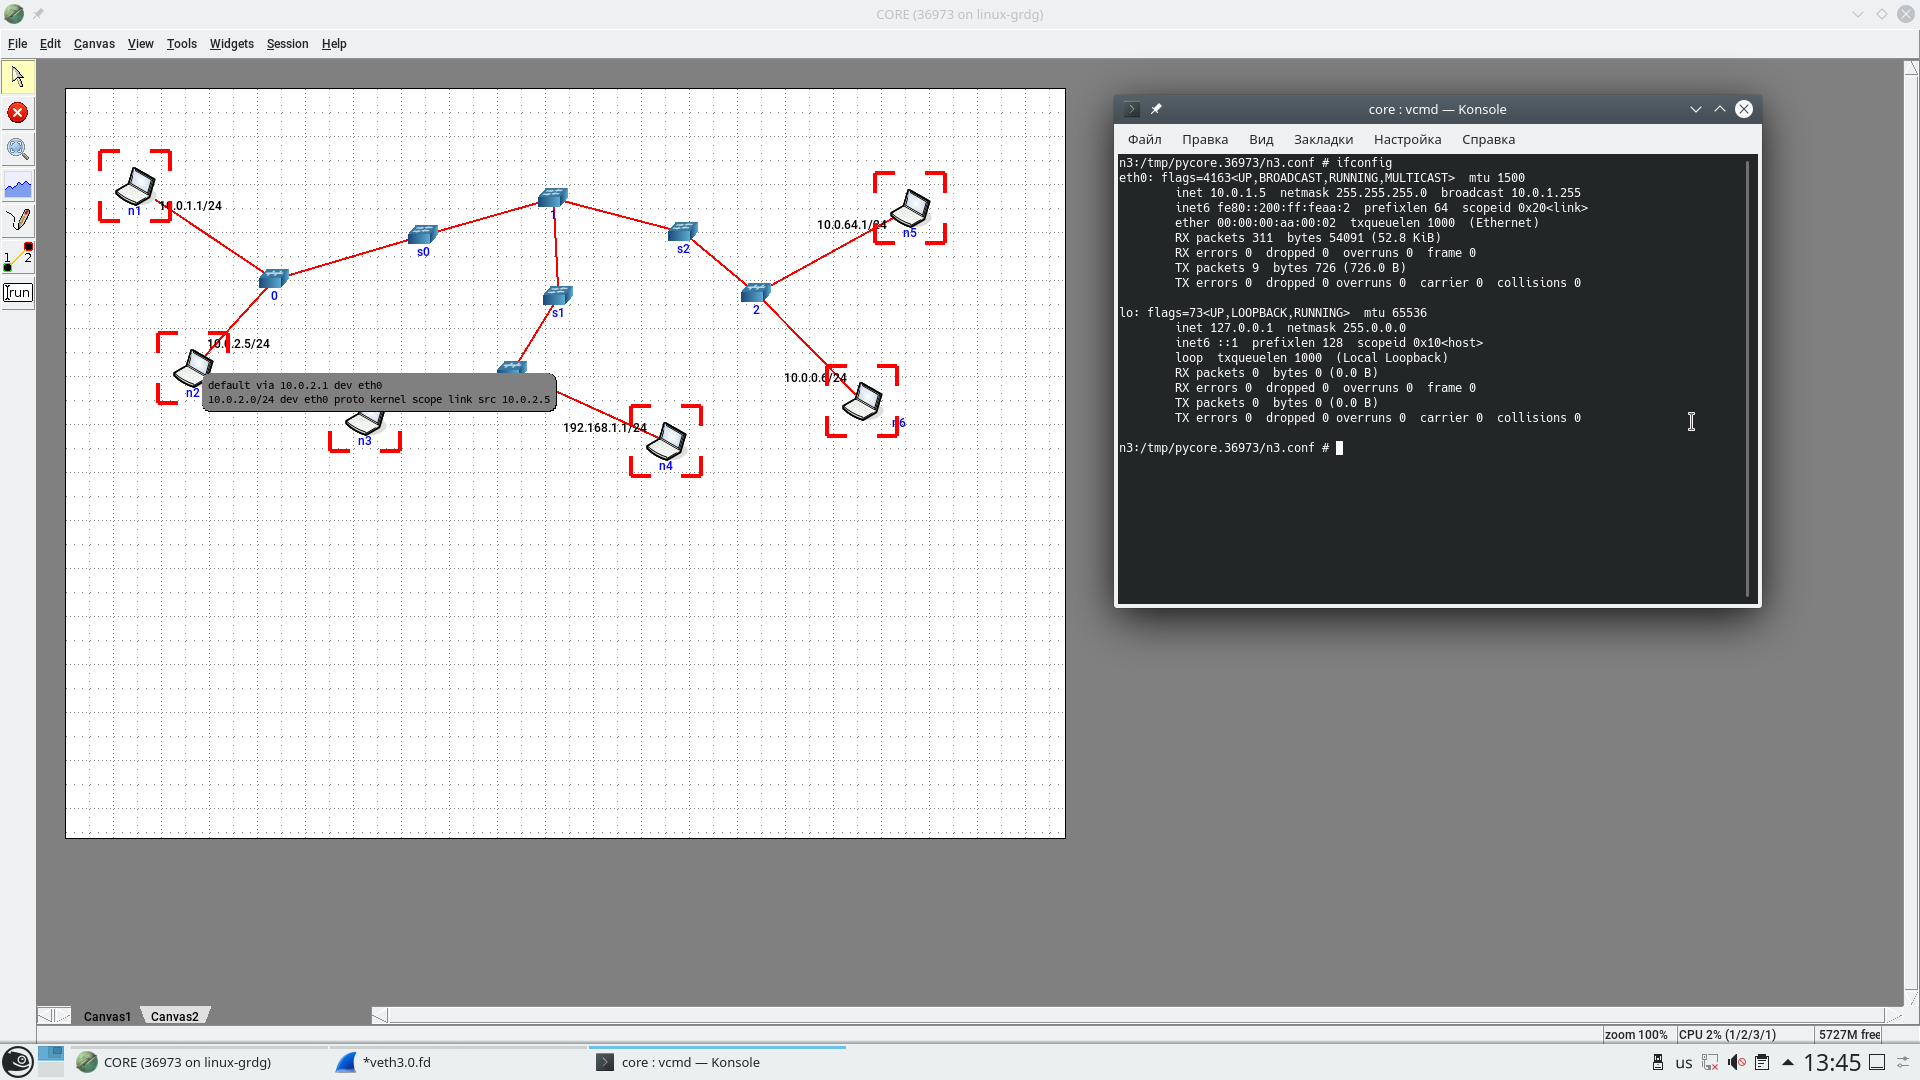 CORE (36973 on linux-grdg)
File Edit Canvas View Tools Widgets Session Help
n1
10.0.1.1/24
0
s0
1
s1
s2
2
10.0.64.1/24
n5
10.0.2.5/24
n2
default via 10.0.2.1 dev eth0
10.0.2.0/24 dev eth0 proto kernel scope link src 10.0.2.5
n3
192.168.1.1/24
n4
10.0.0.6/24
n6
1 2
run
core : vcmd — Konsole
Файл Правка Вид Закладки Настройка Справка
n3:/tmp/pycore.36973/n3.conf # ifconfig
eth0: flags=4163<UP,BROADCAST,RUNNING,MULTICAST>  mtu 1500
inet 10.0.1.5  netmask 255.255.255.0  broadcast 10.0.1.255
inet6 fe80::200:ff:feaa:2  prefixlen 64  scopeid 0x20<link>
ether 00:00:00:aa:00:02  txqueuelen 1000  (Ethernet)
RX packets 311  bytes 54091 (52.8 KiB)
RX errors 0  dropped 0  overruns 0  frame 0
TX packets 9  bytes 726 (726.0 B)
TX errors 0  dropped 0 overruns 0  carrier 0  collisions 0
lo: flags=73<UP,LOOPBACK,RUNNING>  mtu 65536
inet 127.0.0.1  netmask 255.0.0.0
inet6 ::1  prefixlen 128  scopeid 0x10<host>
loop  txqueuelen 1000  (Local Loopback)
RX packets 0  bytes 0 (0.0 B)
RX errors 0  dropped 0  overruns 0  frame 0
TX packets 0  bytes 0 (0.0 B)
TX errors 0  dropped 0 overruns 0  carrier 0  collisions 0
n3:/tmp/pycore.36973/n3.conf #
Canvas1 Canvas2
zoom 100% CPU 2% (1/2/3/1) 5727M free
CORE (36973 on linux-grdg) *veth3.0.fd core : vcmd — Konsole us 13:45